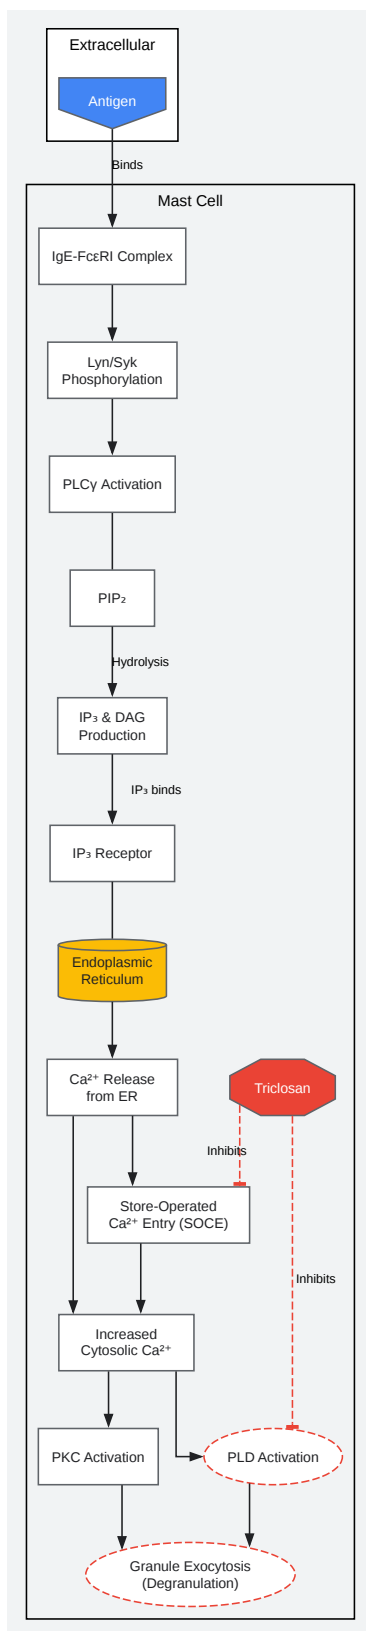 Extracellular
Antigen
Binds
Mast Cell
IgE-FcεRI Complex
Lyn/Syk
Phosphorylation
PLCγ Activation
PIP₂
Hydrolysis
IP₃ & DAG
Production
IP₃ binds
IP₃ Receptor
Endoplasmic
Reticulum
Ca²⁺ Release
from ER
Triclosan
Inhibits
Store-Operated
Ca²⁺ Entry (SOCE)
Inhibits
Increased
Cytosolic Ca²⁺
PKC Activation
PLD Activation
Granule Exocytosis
(Degranulation)